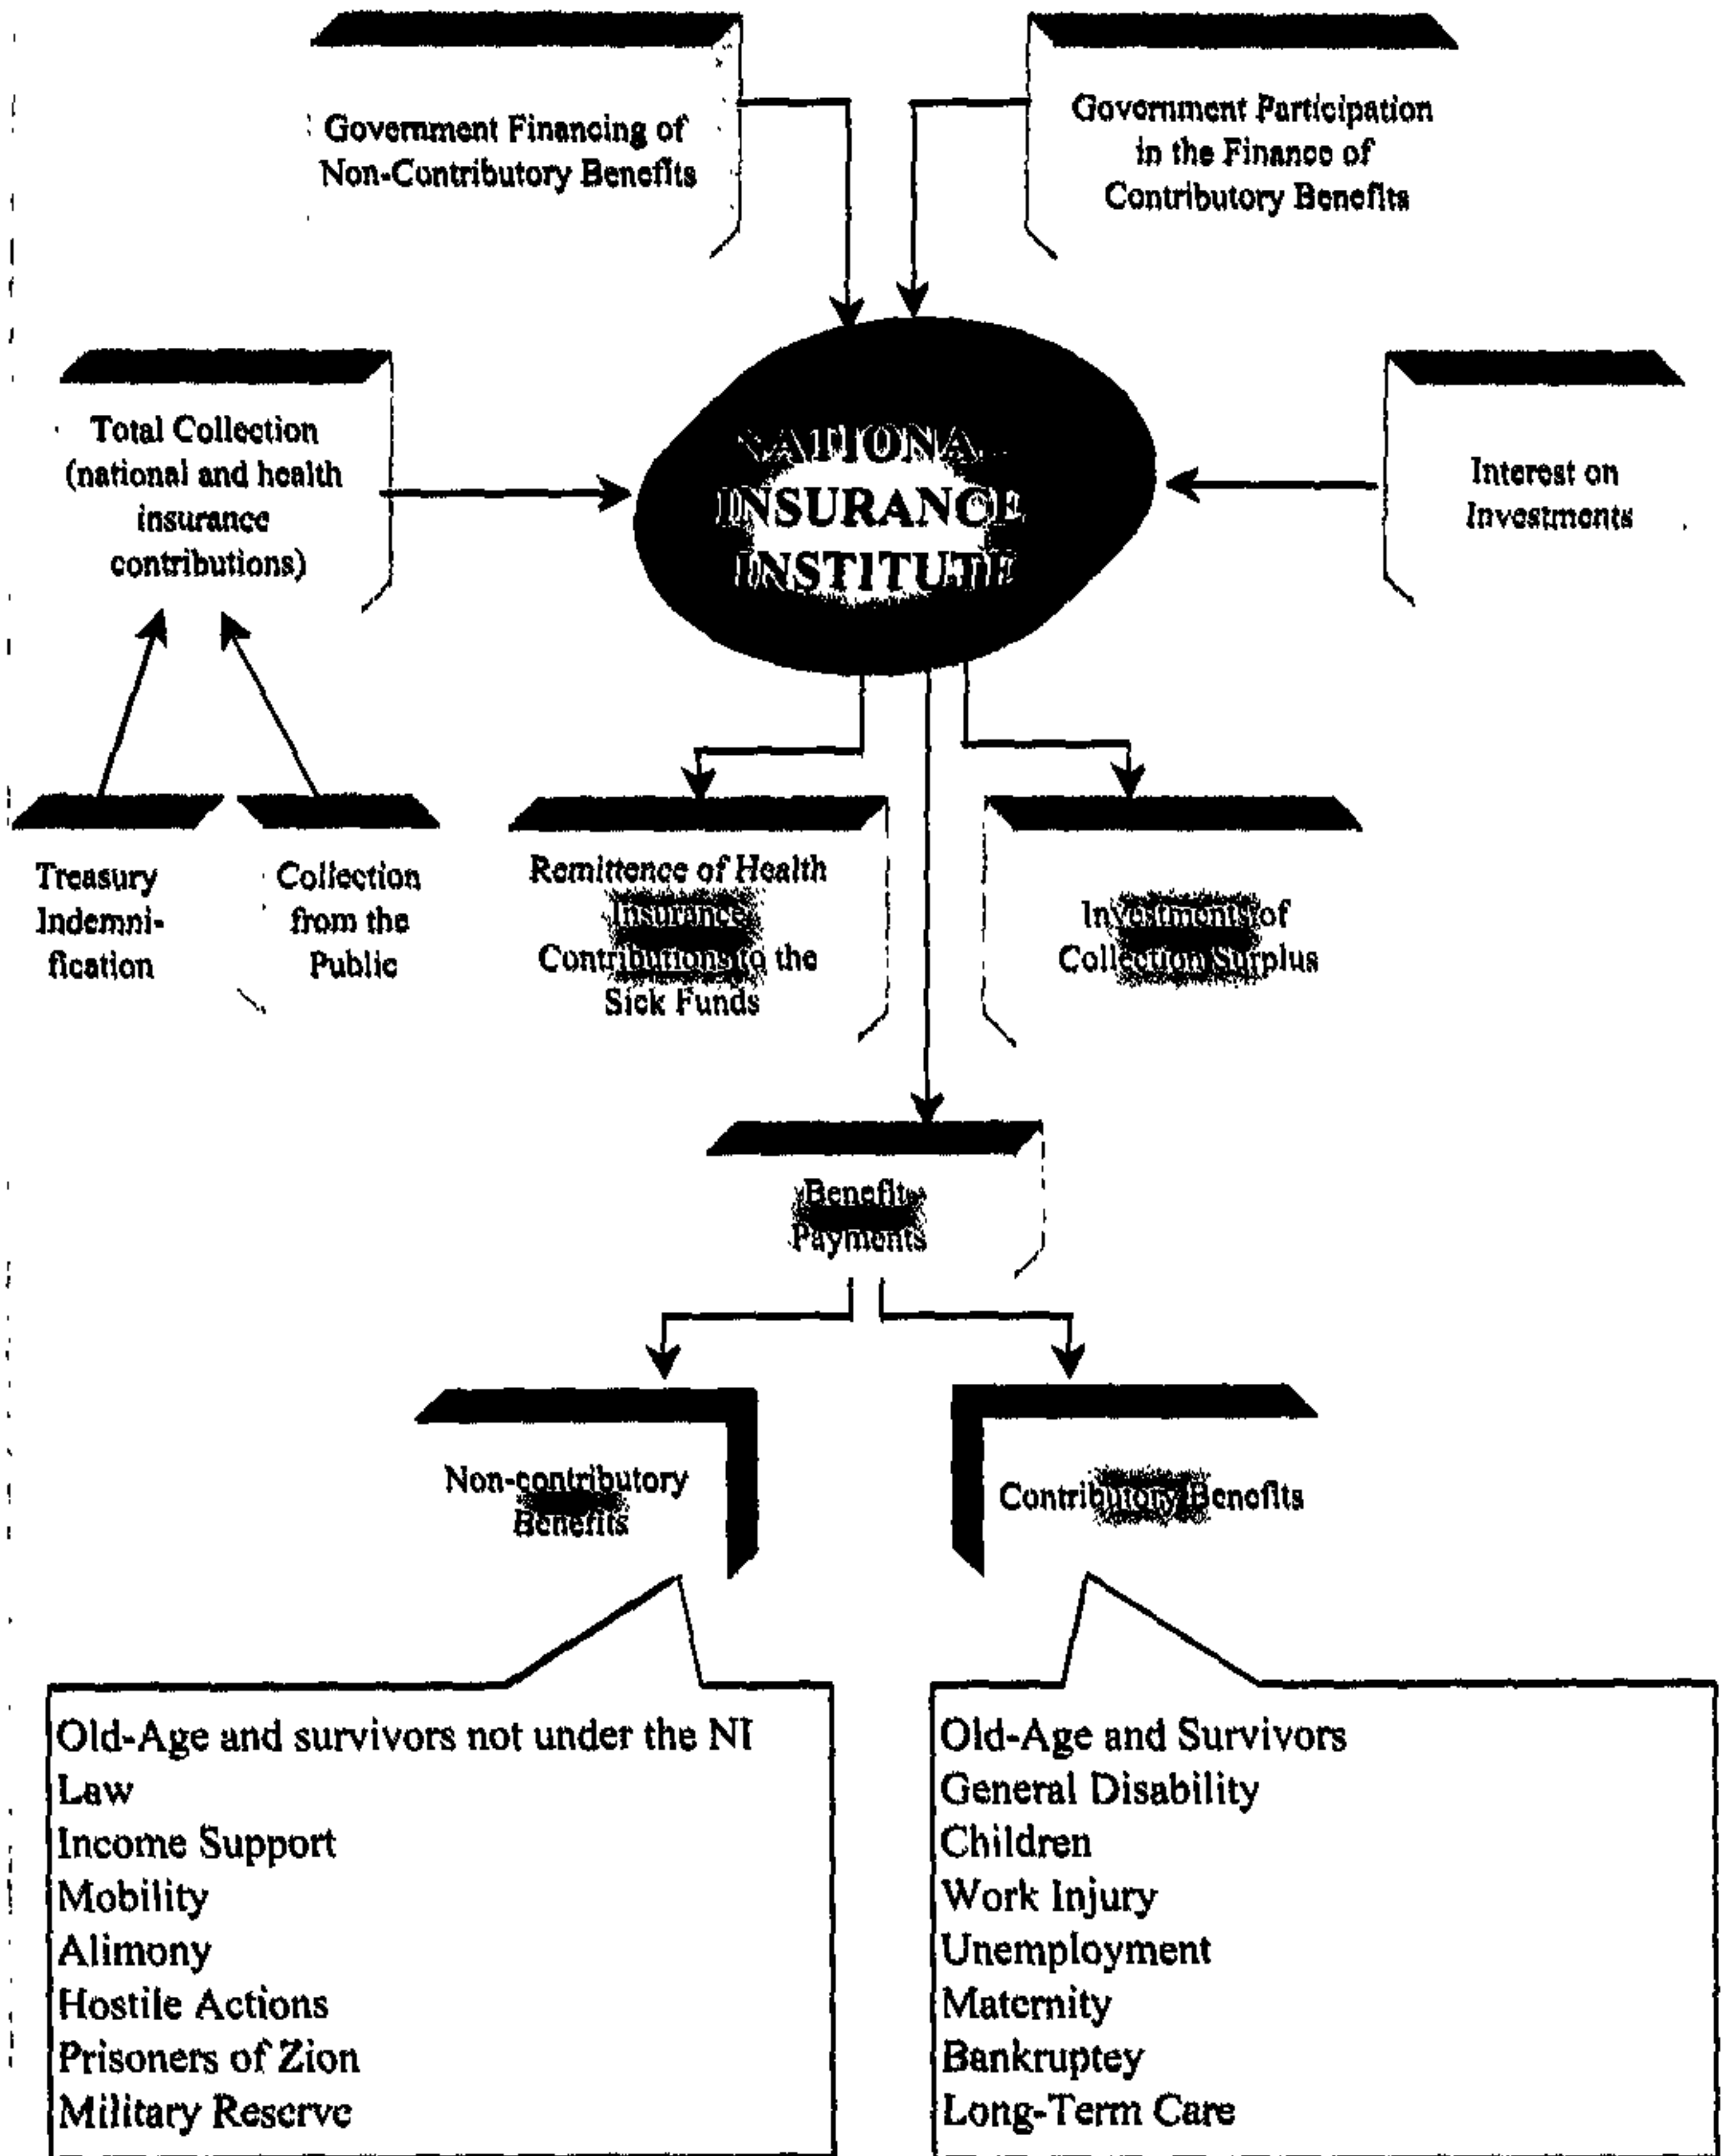 Government Financing of
Non-Contributory Benefits
Government Participation
in the Finance of
Contributory Benefits
Total Collection
(national and health
insurance
contributions)
NATIONA
INSURANCE
INSTITUTE
Interest on
Investments
Treasury
Indemni-
fication
Collection
from the
Public
Remittence of Health
Insurance
Contributions to the
Sick Funds
Investments of
Collection Surplus
Benefits
Payments
Non-contributory
Benefits
Contributory Benefits
Old-Age and survivors not under the NI
Law
Income Support
Mobility
Alimony
Hostile Actions
Prisoners of Zion
Military Reserve
Old-Age and Survivors
General Disability
Children
Work Injury
Unemployment
Maternity
Bankruptey
Long-Term Care